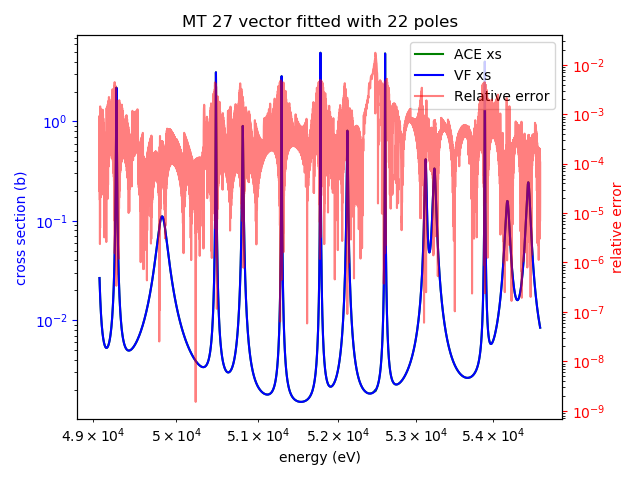 MT 27 vector fitted with 22 poles
ACE xs
VF xs
Relative error
cross section (b)
10⁰
10⁻¹
10⁻²
relative error
10⁻²
10⁻³
10⁻⁴
10⁻⁵
10⁻⁶
10⁻⁷
10⁻⁸
10⁻⁹
4.9 × 10⁴ 5 × 10⁴ 5.1 × 10⁴ 5.2 × 10⁴ 5.3 × 10⁴ 5.4 × 10⁴
energy (eV)